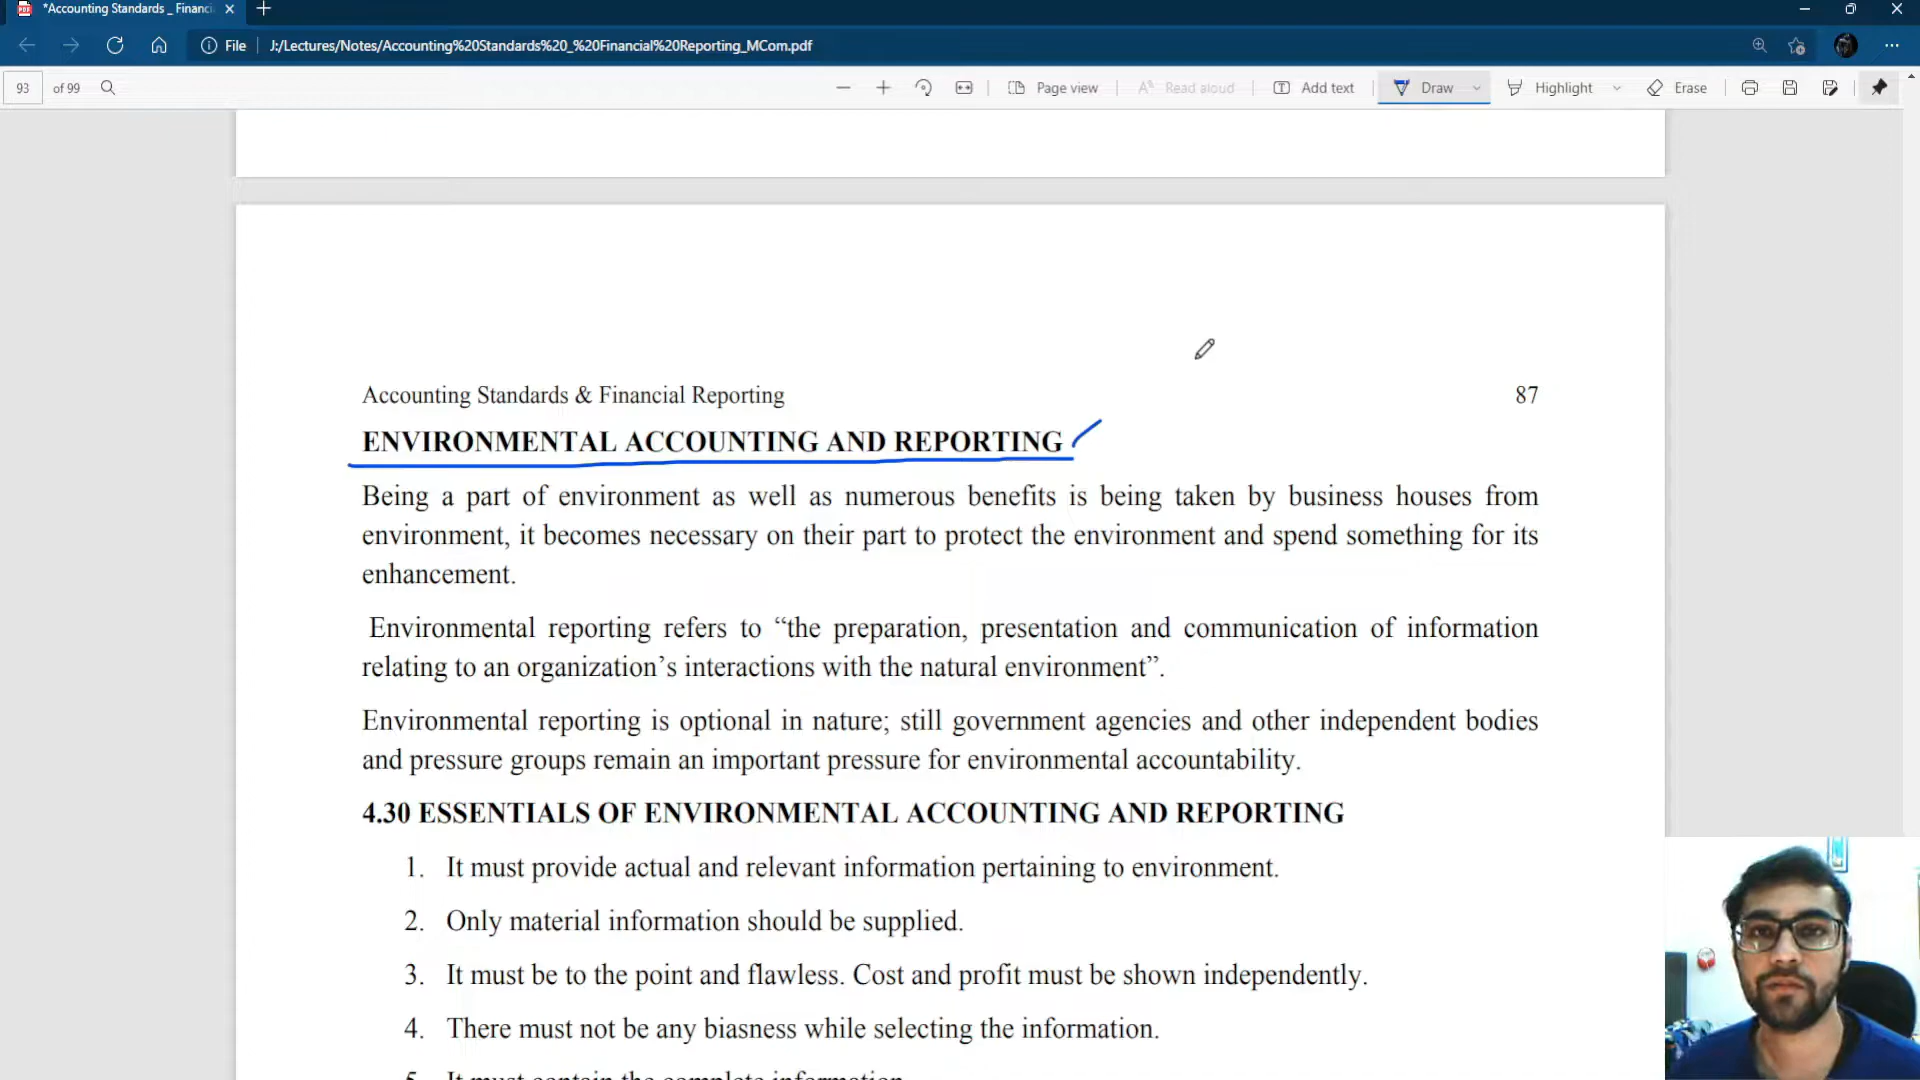 *Accounting Standards _ Financi
File
J:/Lectures/Notes/Accounting%20Standards%20_%20Financial%20Reporting_MCom.pdf
93 of 99
Page view
Read aloud
Add text
Draw
Highlight
Erase
Accounting Standards & Financial Reporting 87
ENVIRONMENTAL ACCOUNTING AND REPORTING
Being a part of environment as well as numerous benefits is being taken by business houses from
environment, it becomes necessary on their part to protect the environment and spend something for its
enhancement.
Environmental reporting refers to “the preparation, presentation and communication of information
relating to an organization’s interactions with the natural environment”.
Environmental reporting is optional in nature; still government agencies and other independent bodies
and pressure groups remain an important pressure for environmental accountability.
4.30 ESSENTIALS OF ENVIRONMENTAL ACCOUNTING AND REPORTING
1. It must provide actual and relevant information pertaining to environment.
2. Only material information should be supplied.
3. It must be to the point and flawless. Cost and profit must be shown independently.
4. There must not be any biasness while selecting the information.
5. It must contain the complete information.